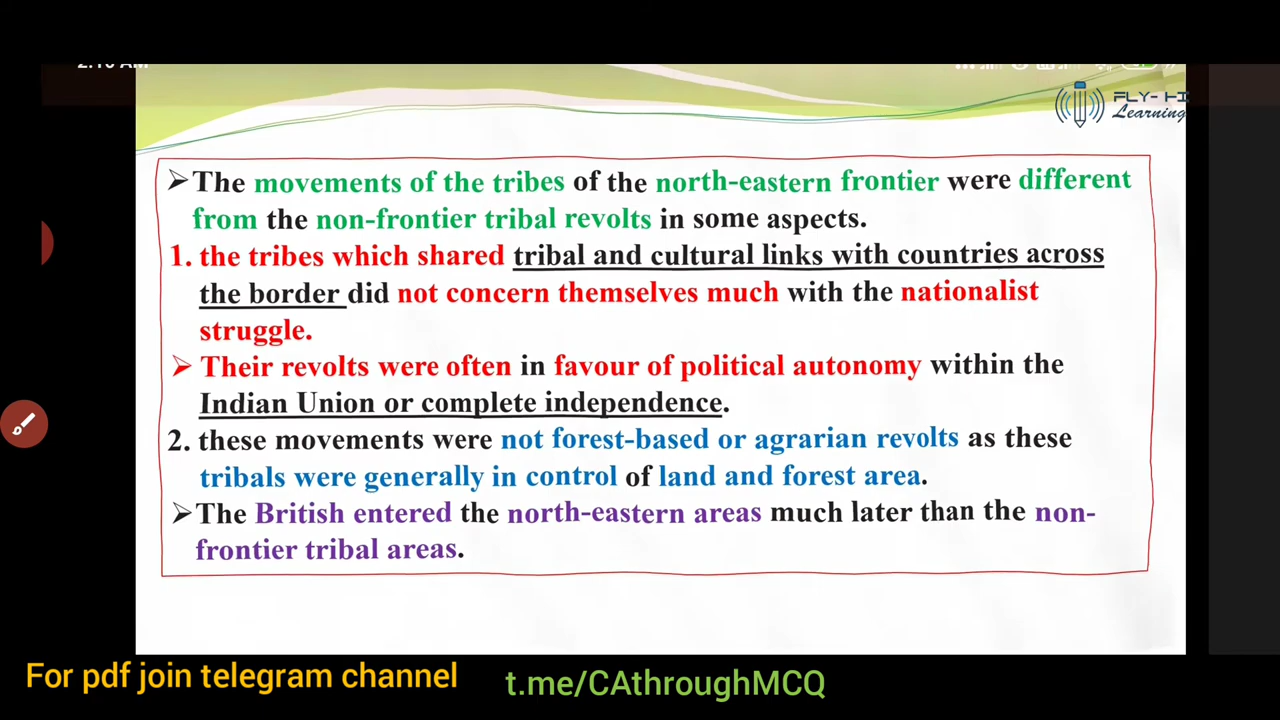 FLY-HI
Learning
➢The movements of the tribes of the north-eastern frontier were different
from the non-frontier tribal revolts in some aspects.
1. the tribes which shared tribal and cultural links with countries across
the border did not concern themselves much with the nationalist
struggle.
➢ Their revolts were often in favour of political autonomy within the
Indian Union or complete independence.
2. these movements were not forest-based or agrarian revolts as these
tribals were generally in control of land and forest area.
➢The British entered the north-eastern areas much later than the non-
frontier tribal areas.
For pdf join telegram channel
t.me/CAthroughMCQ